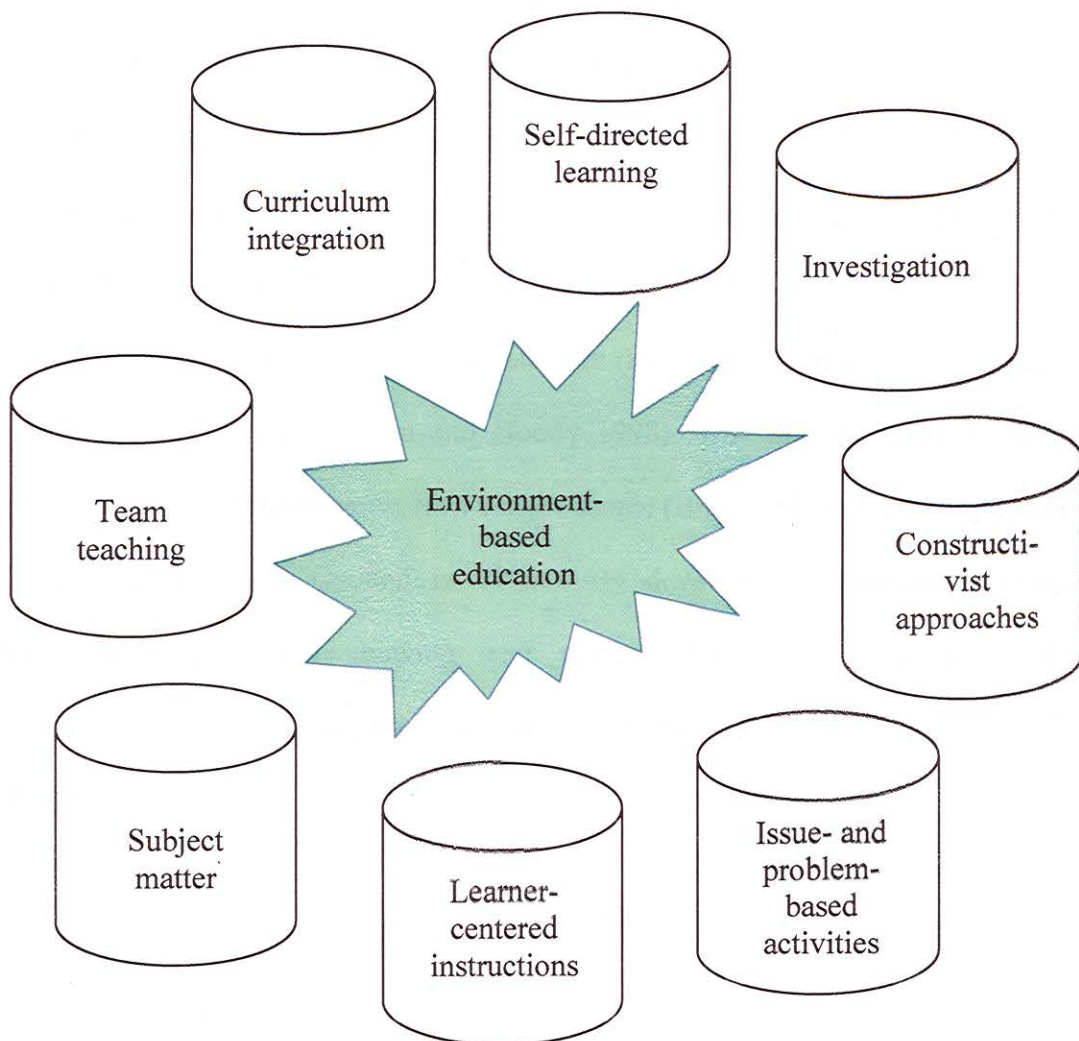 Self-directed
learning
Curriculum
integration
Investigation
Team
teaching
Environment-
based
education
Constructi-
vist
approaches
Subject
matter
Learner-
centered
instructions
Issue- and
problem-
based
activities